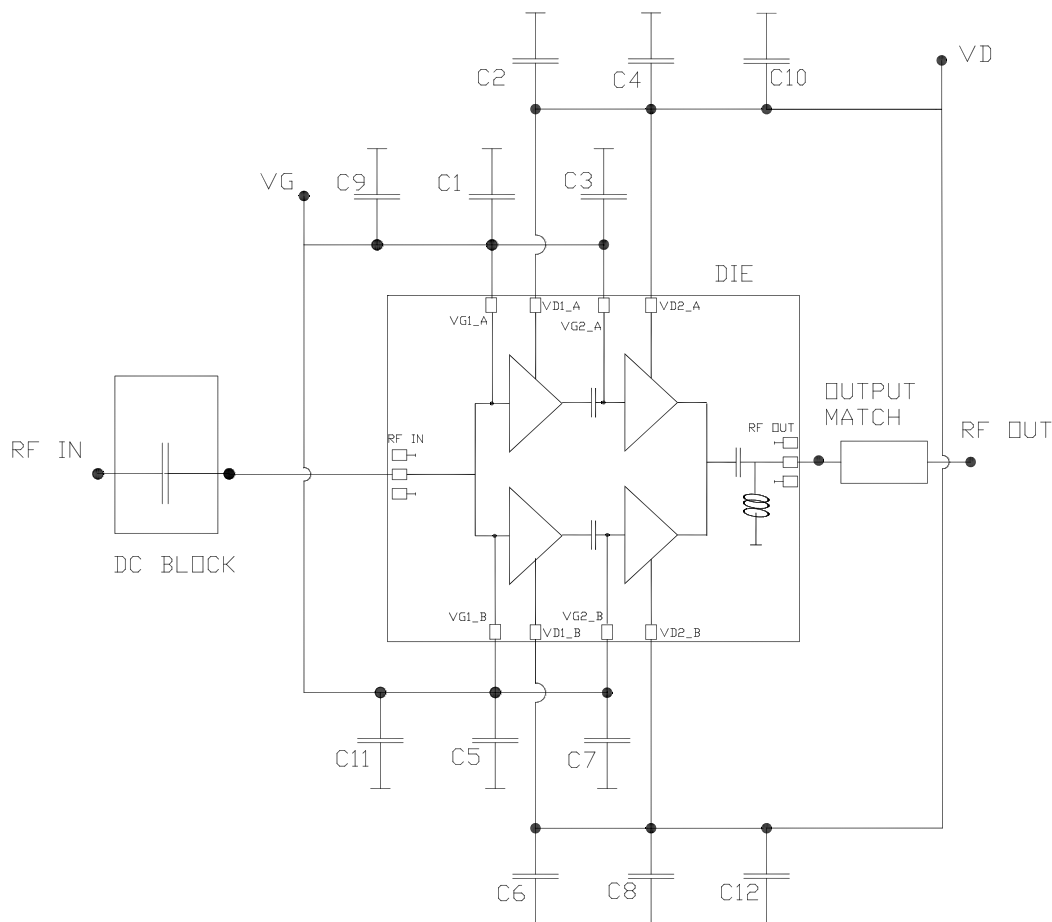 VD
C2
C4
C10
VG
C9
C1
C3
DIE
VG1_A
VD1_A
VG2_A
VD2_A
OUTPUT
MATCH
RF IN
RF IN
RF OUT
RF OUT
DC BLOCK
VG1_B
VD1_B
VG2_B
VD2_B
C11
C5
C7
C6
C8
C12